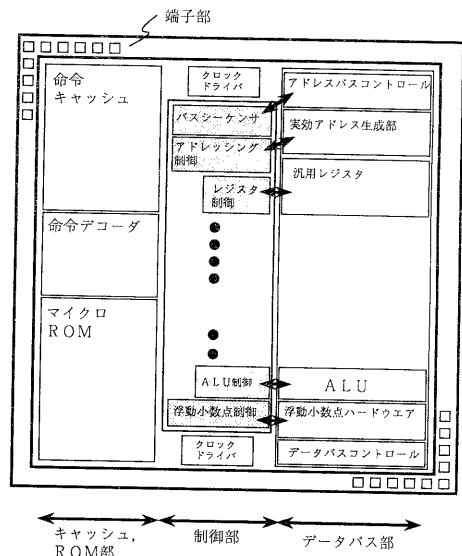 端子部
命令
キャッシュ
クロック
ドライバ
アドレスバスコントロール
バスシーケンサ
実効アドレス生成部
アドレッシング
制御
レジスタ
制御
汎用レジスタ
命令デコーダ
マイクロ
ROM
ALU制御
ALU
浮動小数点制御
浮動小数点ハードウエア
クロック
ドライバ
データバスコントロール
キャッシュ,
ROM部
制御部
データバス部